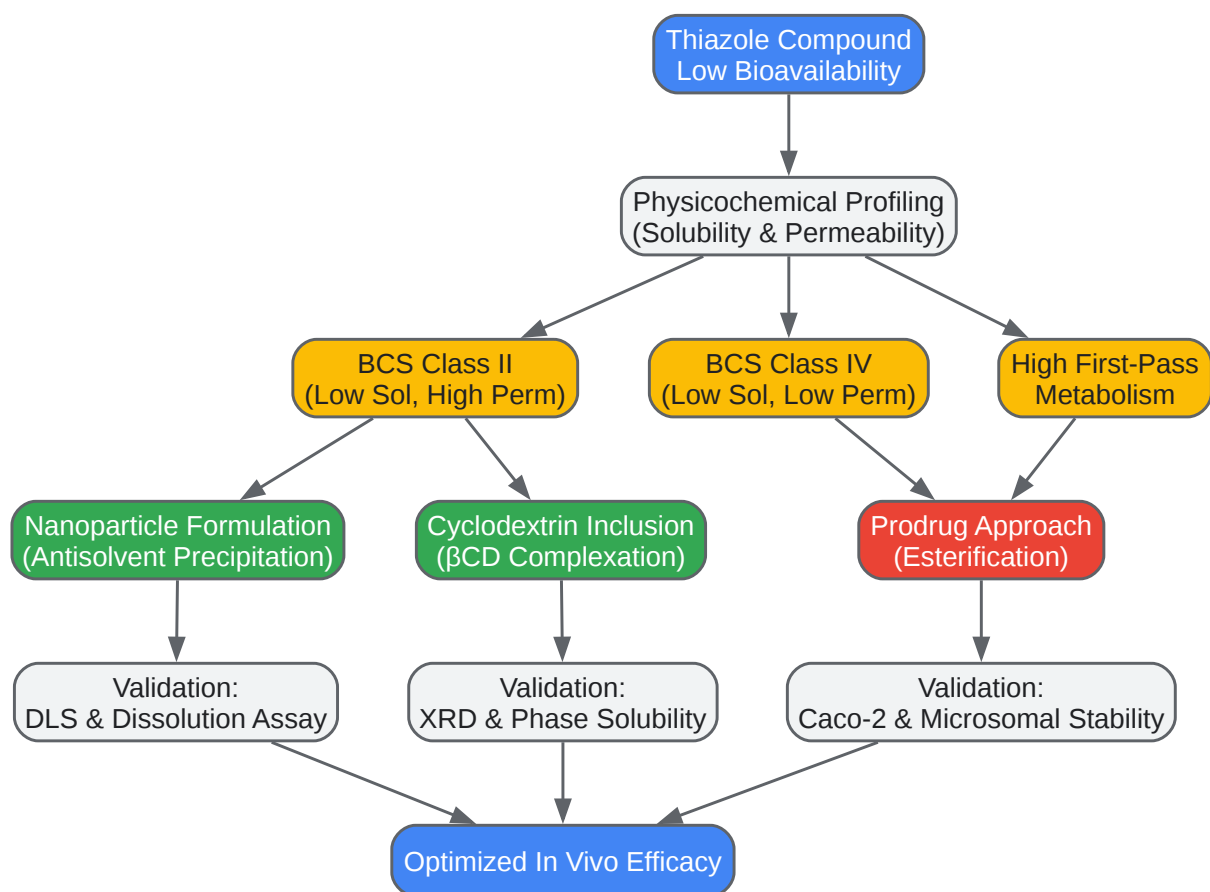 Thiazole Compound
Low Bioavailability
Physicochemical Profiling
(Solubility & Permeability)
BCS Class II
(Low Sol, High Perm)
BCS Class IV
(Low Sol, Low Perm)
High First-Pass
Metabolism
Nanoparticle Formulation
(Antisolvent Precipitation)
Cyclodextrin Inclusion
(βCD Complexation)
Prodrug Approach
(Esterification)
Validation:
DLS & Dissolution Assay
Validation:
XRD & Phase Solubility
Validation:
Caco-2 & Microsomal Stability
Optimized In Vivo Efficacy